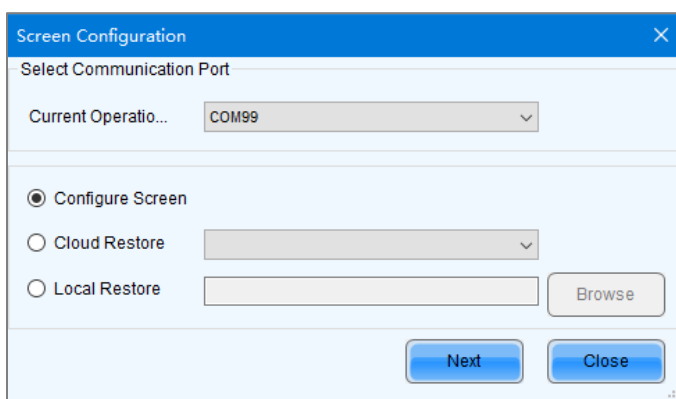 Screen Configuration
Select Communication Port
Current Operatio... COM99
Configure Screen
Cloud Restore
Local Restore Browse
Next Close